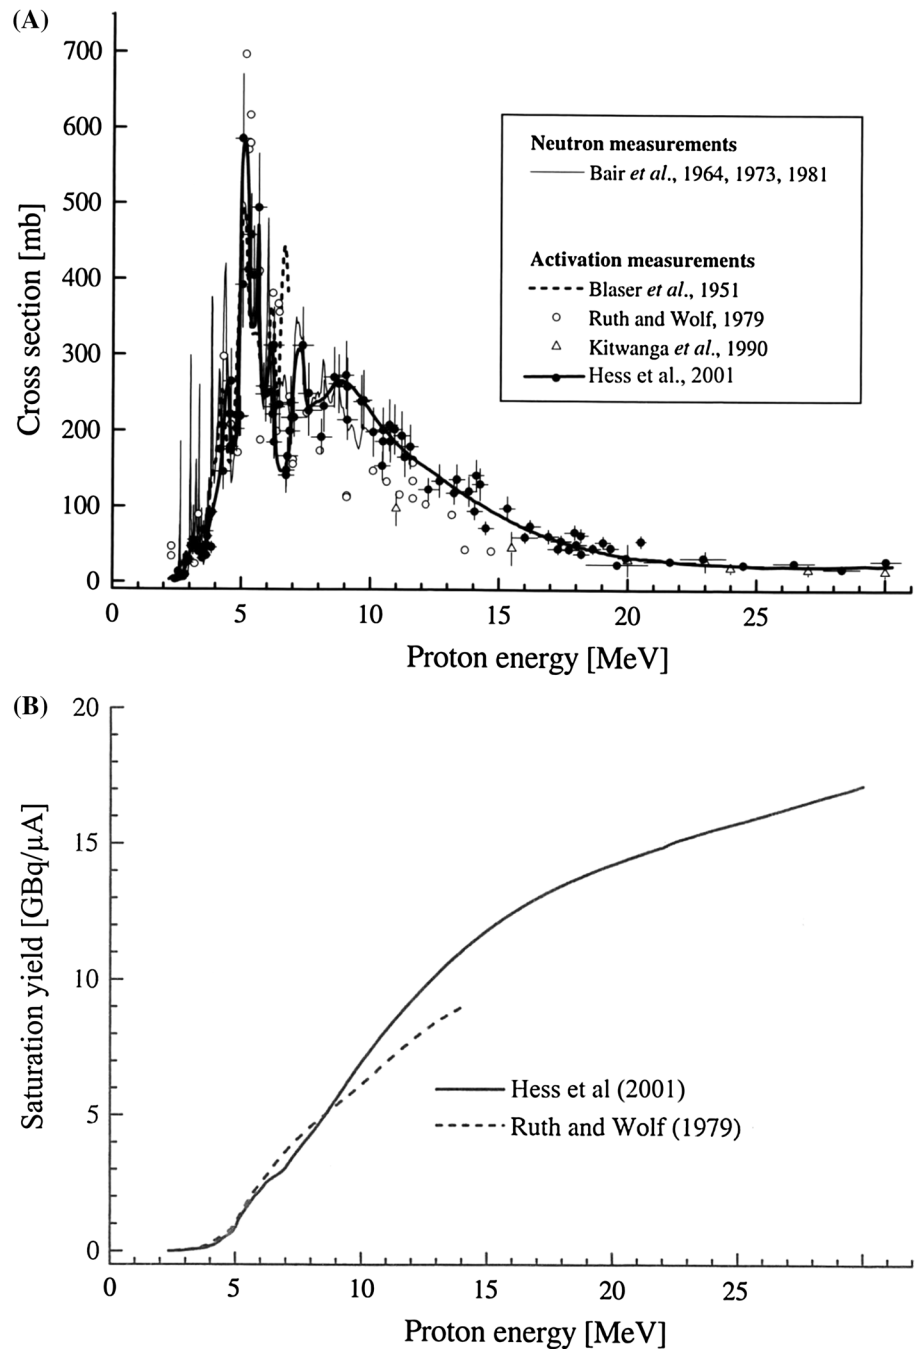 (A)
700
600
500
400
300
200
100
0
Cross section [mb]
Neutron measurements
Bair et al., 1964, 1973, 1981
Activation measurements
Blaser et al., 1951
Ruth and Wolf, 1979
Kitwanga et al., 1990
Hess et al., 2001
0 5 10 15 20 25
Proton energy [MeV]
(B)
20
15
10
5
0
Saturation yield [GBq/µA]
Hess et al (2001)
Ruth and Wolf (1979)
0 5 10 15 20 25
Proton energy [MeV]